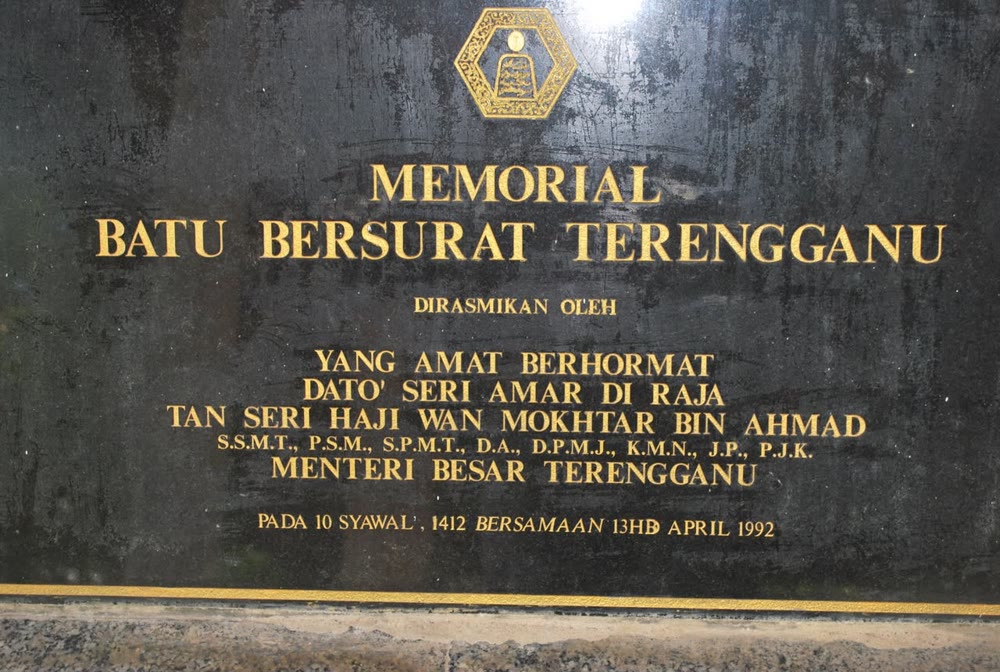 MEMORIAL
BATU BERSURAT TERENGGANU
DIRASMIKAN OLEH
YANG AMAT BERHORMAT
DATO' SERI AMAR DI RAJA
TAN SERI HAJI WAN MOKHTAR BIN AHMAD
S.S.M.T., P.S.M., S.P.M.T., D.A., D.P.M.J., K.M.N., J.P., P.J.K.
MENTERI BESAR TERENGGANU
PADA 10 SYAWAL', 1412 BERSAMAAN 13HB APRIL 1992